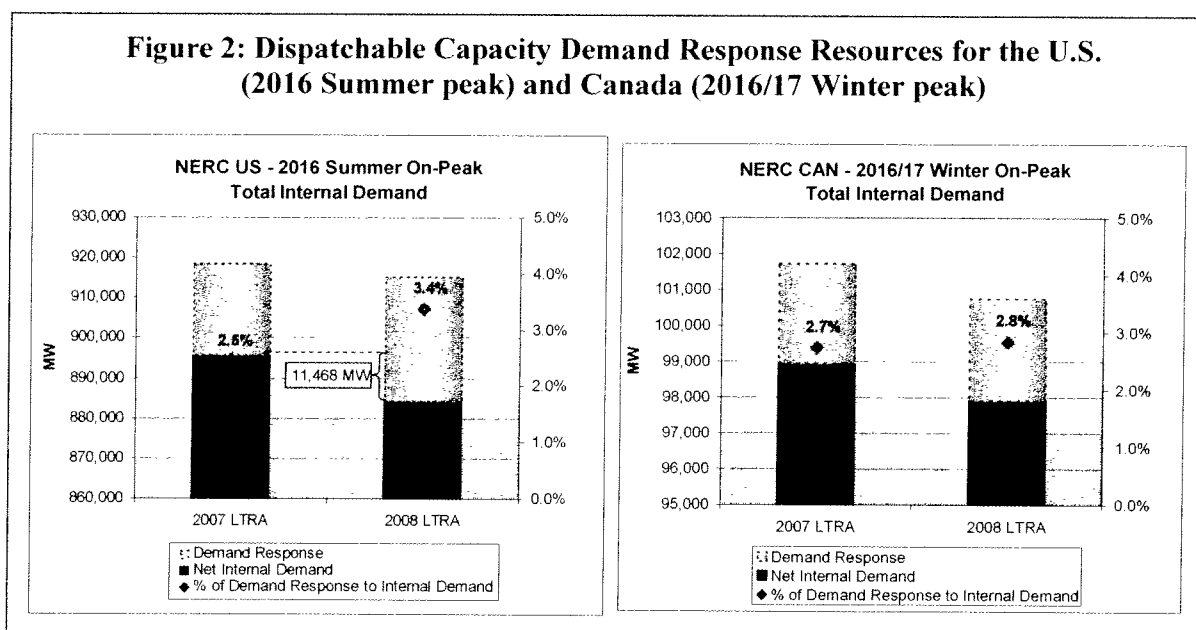 Figure 2: Dispatchable Capacity Demand Response Resources for the U.S.
(2016 Summer peak) and Canada (2016/17 Winter peak)
NERC US - 2016 Summer On-Peak
Total Internal Demand
930,000
920,000
910,000
900,000
890,000
880,000
870,000
860,000
MW
5.0%
4.0%
3.0%
2.0%
1.0%
0.0%
3.4%
11,468 MW
2007 LTRA
2008 LTRA
Demand Response
Net Internal Demand
% of Demand Response to Internal Demand
NERC CAN - 2016/17 Winter On-Peak
Total Internal Demand
103,000
102,000
101,000
100,000
99,000
98,000
97,000
96,000
95,000
MW
5.0%
4.0%
3.0%
2.0%
1.0%
0.0%
2.7%
2.8%
2007 LTRA
2008 LTRA
Demand Response
Net Internal Demand
% of Demand Response to Internal Demand